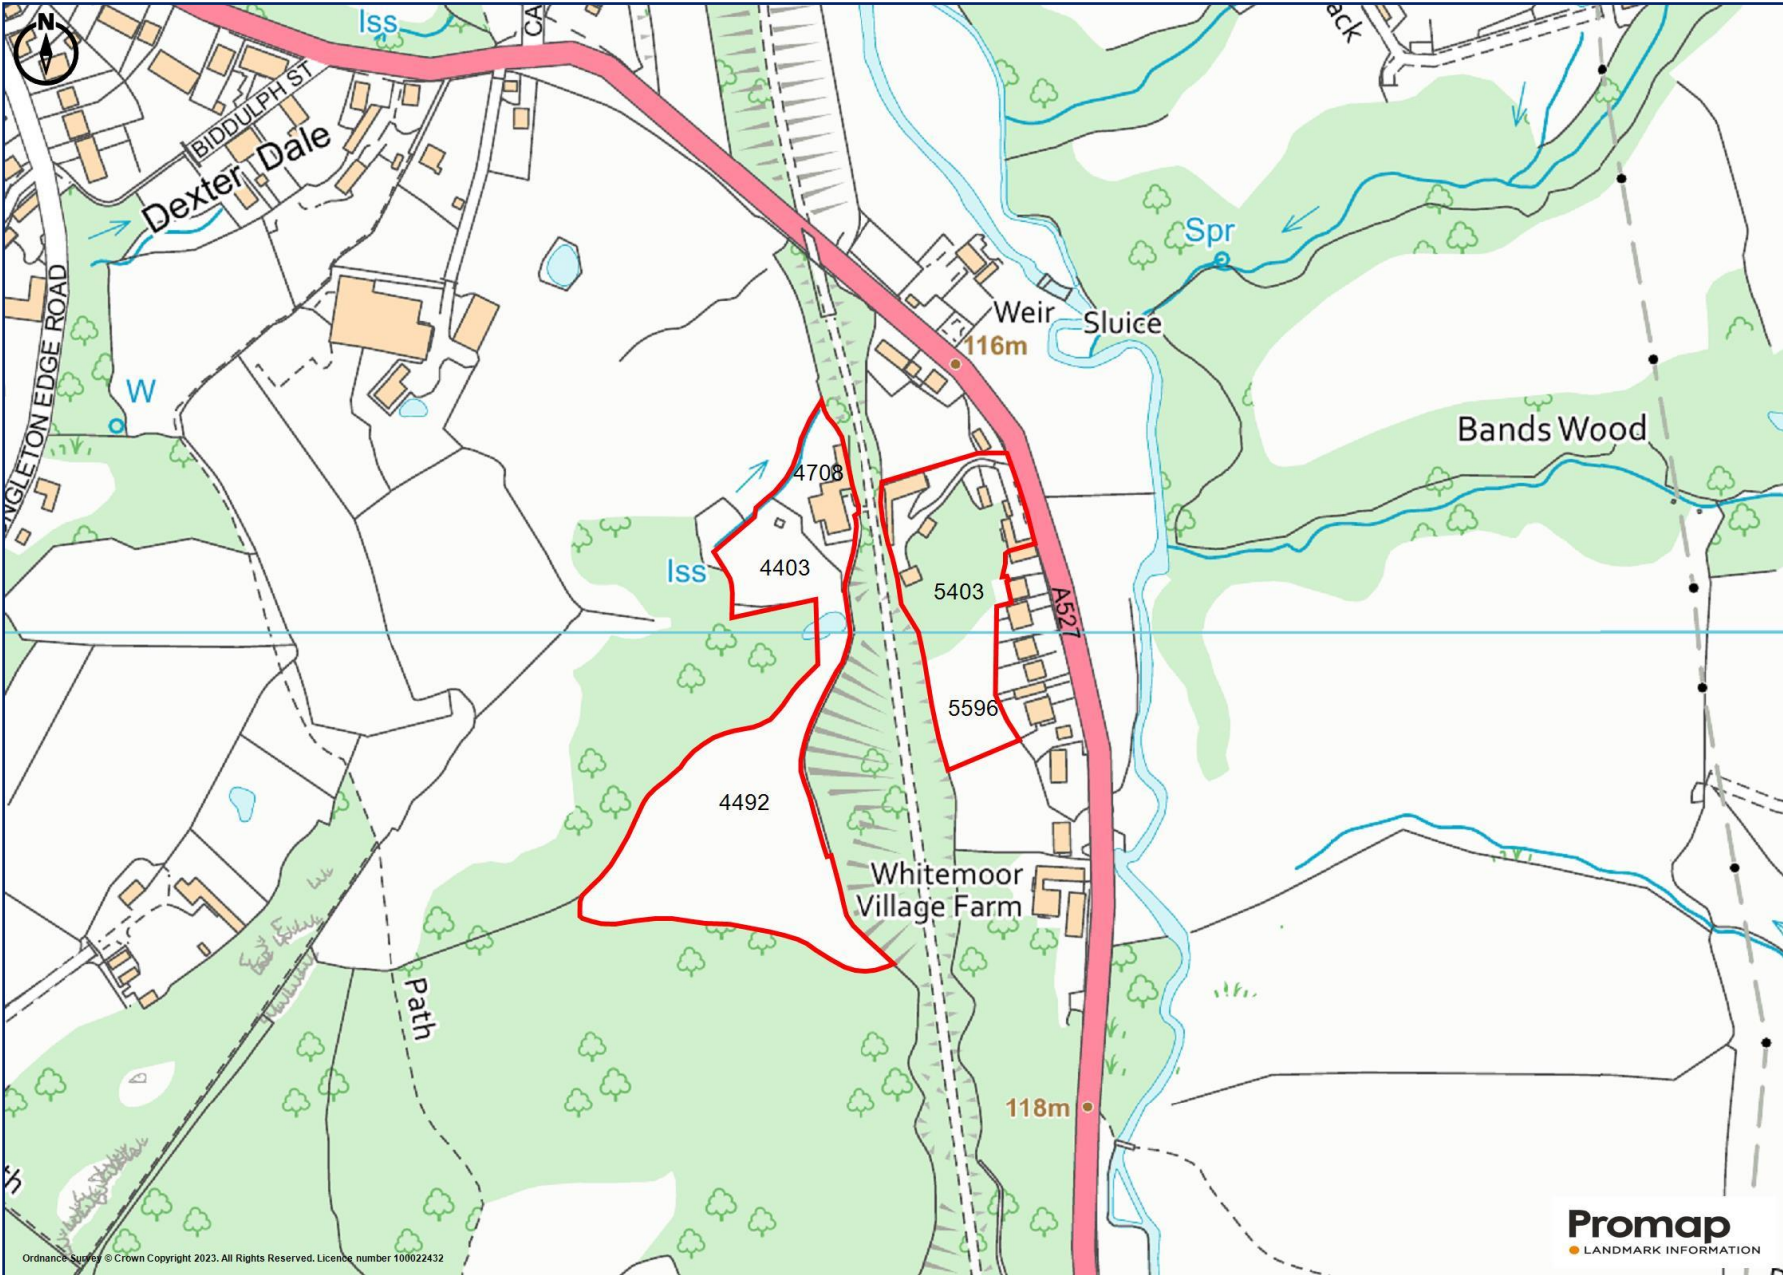 N
Iss
CA
ack
BIDDULPH ST
Dexter Dale
NGLETON EDGE ROAD
W
Spr
Weir
Sluice
116m
Bands Wood
4708
Iss
4403
5403
A527
5596
4492
Whitemoor
Village Farm
Path
118m
Promap
LANDMARK INFORMATION
Ordnance Survey © Crown Copyright 2023. All Rights Reserved. Licence number 100022432